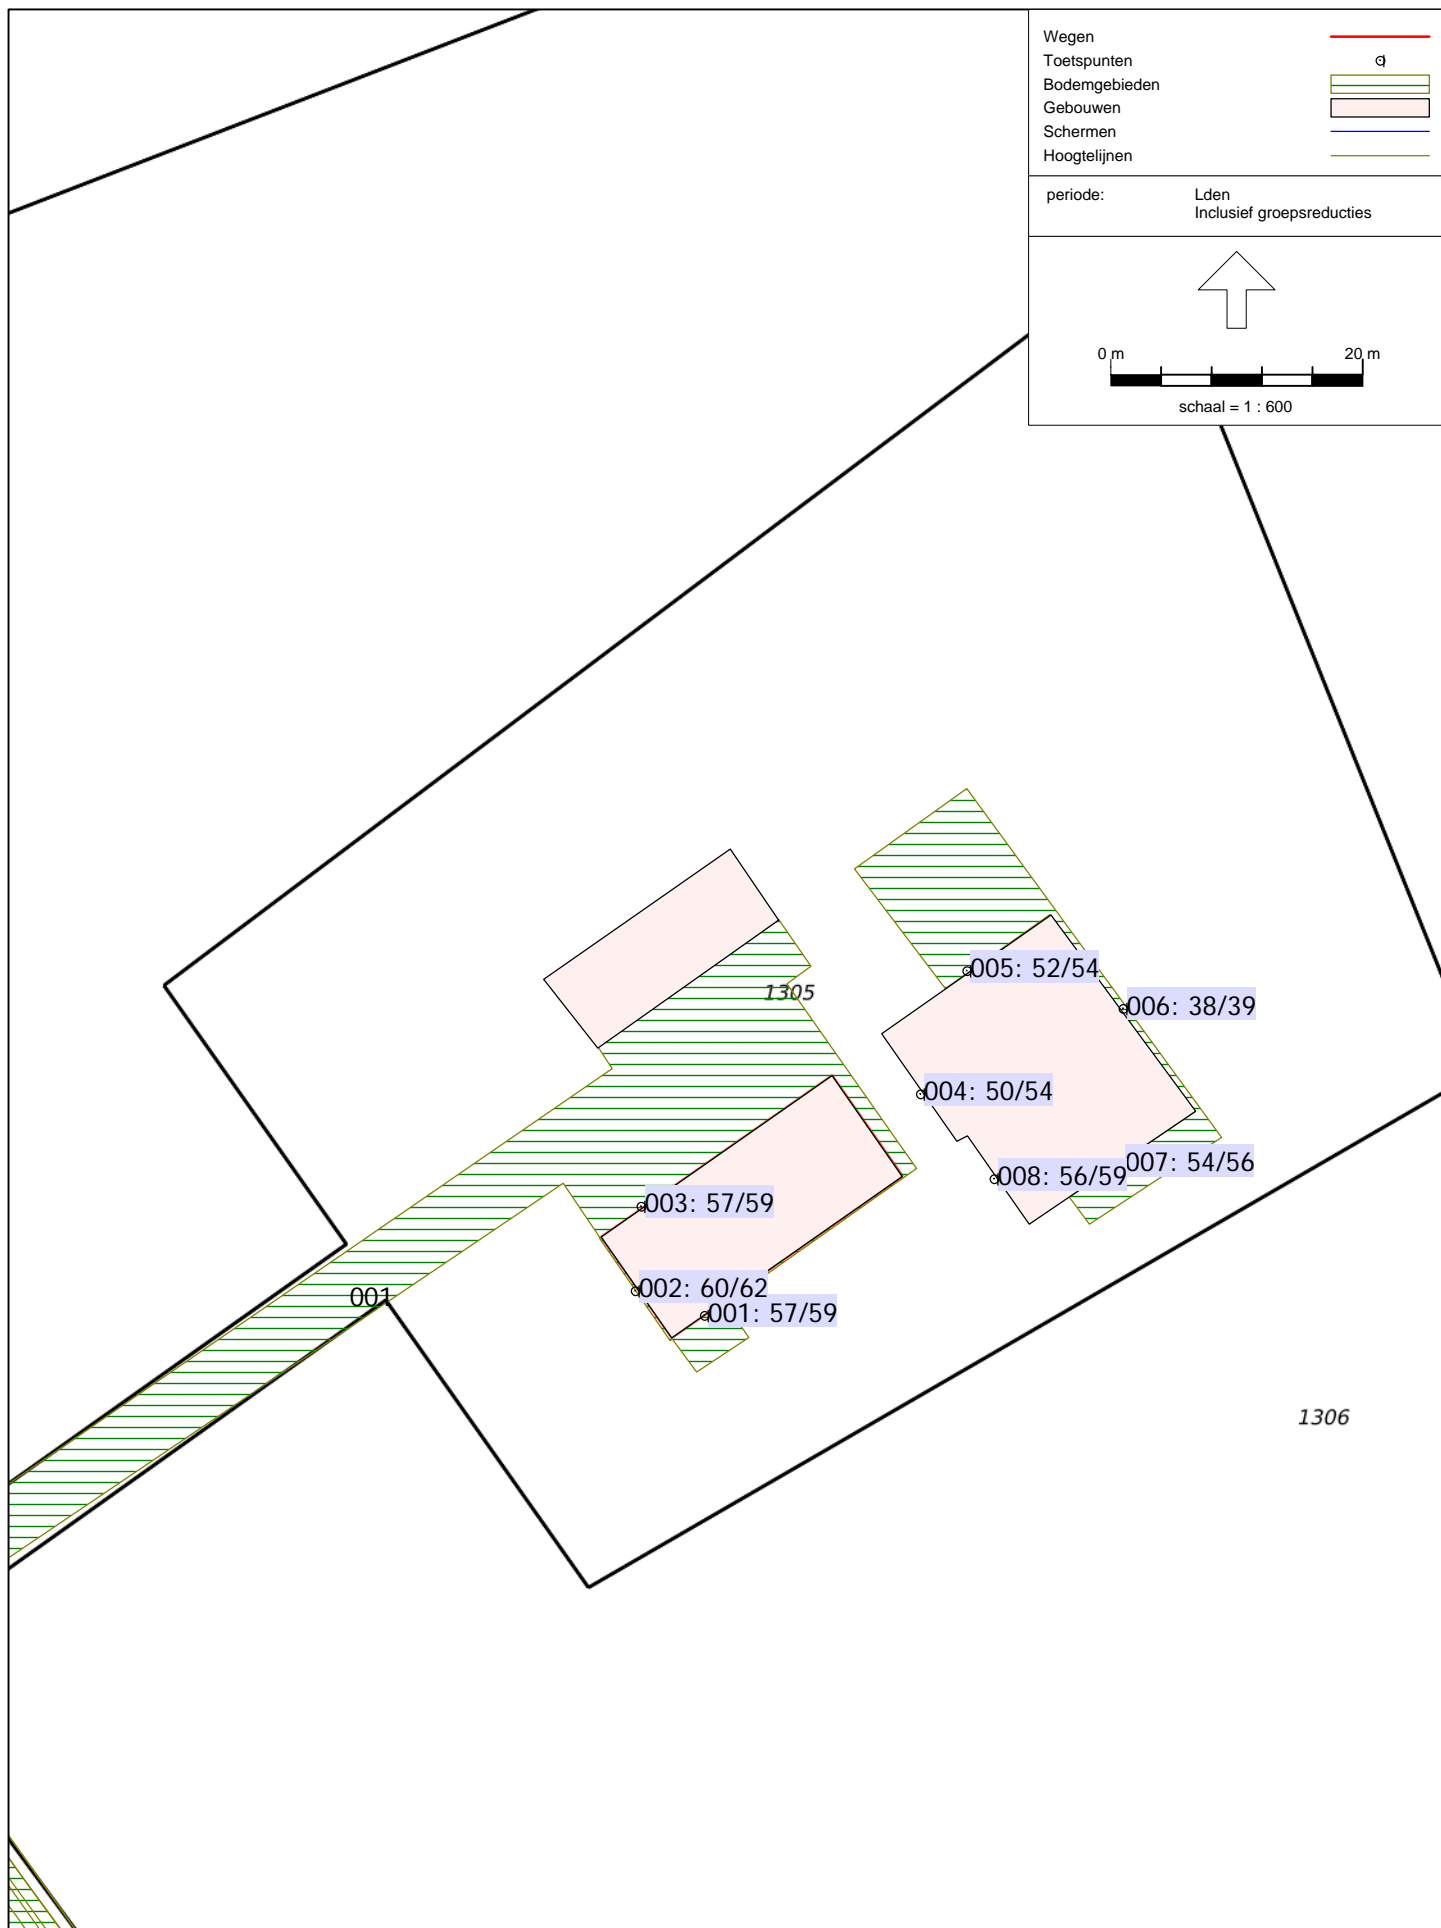 Wegen
Toetspunten
Bodemgebieden
Gebouwen
Schermen
Hoogtelijnen
periode: Lden
Inclusief groepsreducties
0 m 20 m
schaal = 1 : 600
005: 52/54
1305
006: 38/39
004: 50/54
007: 54/56
008: 56/59
003: 57/59
002: 60/62
001
001: 57/59
1306